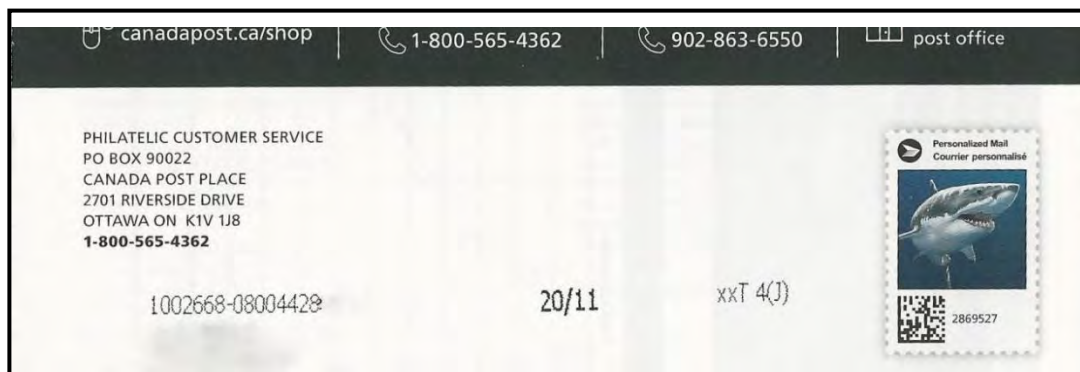 canadapost.ca/shop
1-800-565-4362
902-863-6550
post office
PHILATELIC CUSTOMER SERVICE
PO BOX 90022
CANADA POST PLACE
2701 RIVERSIDE DRIVE
OTTAWA ON K1V 1J8
1-800-565-4362
Personalized Mail
Courrier personnalisé
1002668-08004428
20/11
xxT 4(J)
2869527